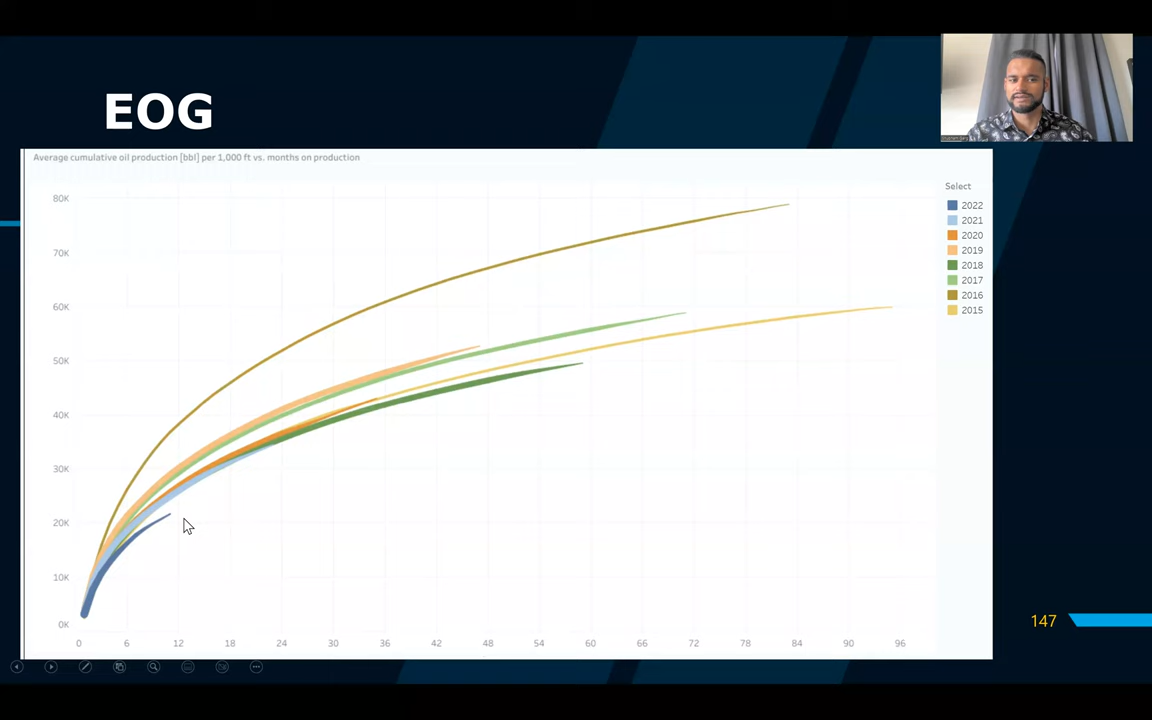 EOG
Average cumulative oil production [bbl] per 1,000 ft vs. months on production
Select
2022
2021
2020
2019
2018
2017
2016
2015
80K
70K
60K
50K
40K
30K
20K
10K
0K
0 6 12 18 24 30 36 42 48 54 60 66 72 78 84 90 96
147